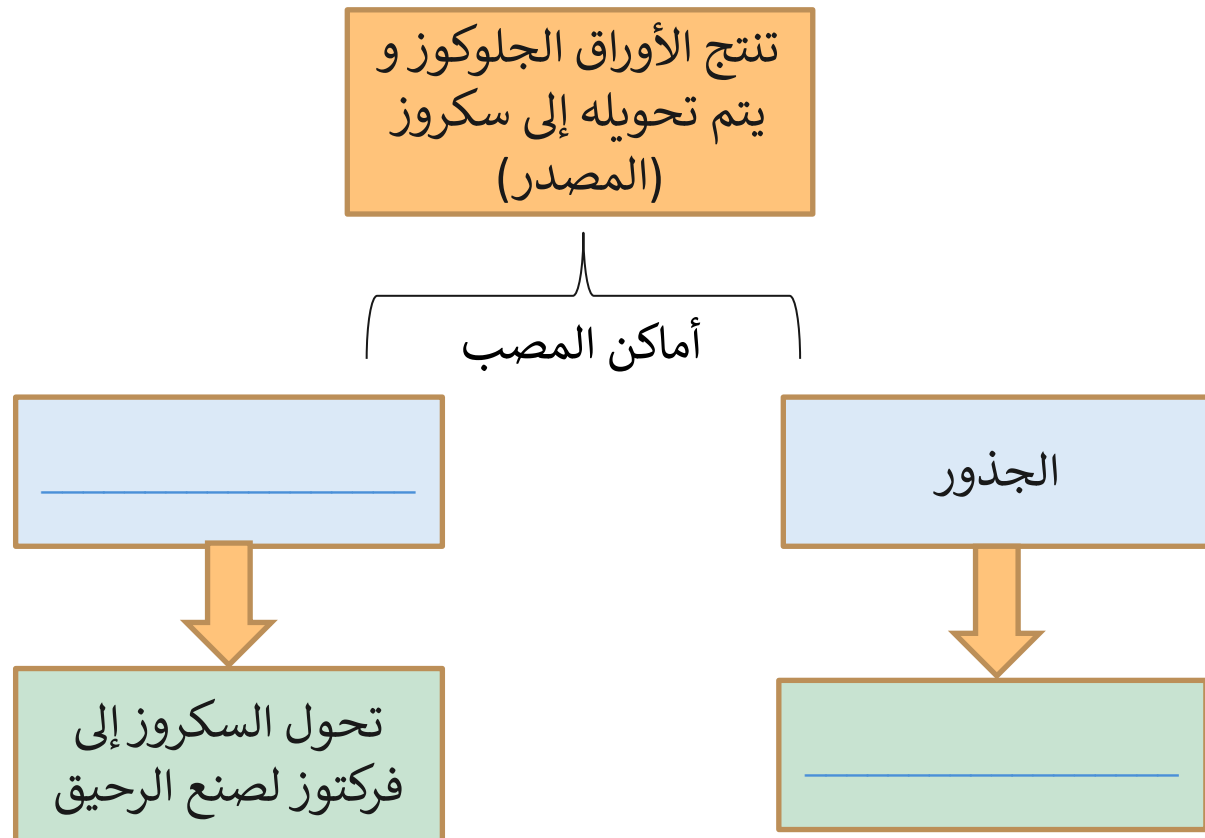 تنتج الأوراق الجلوكوز و
يتم تحويله إلى سكروز
(المصدر)
أماكن المصب
الجذور
تحول السكروز إلى
فركتوز لصنع الرحيق